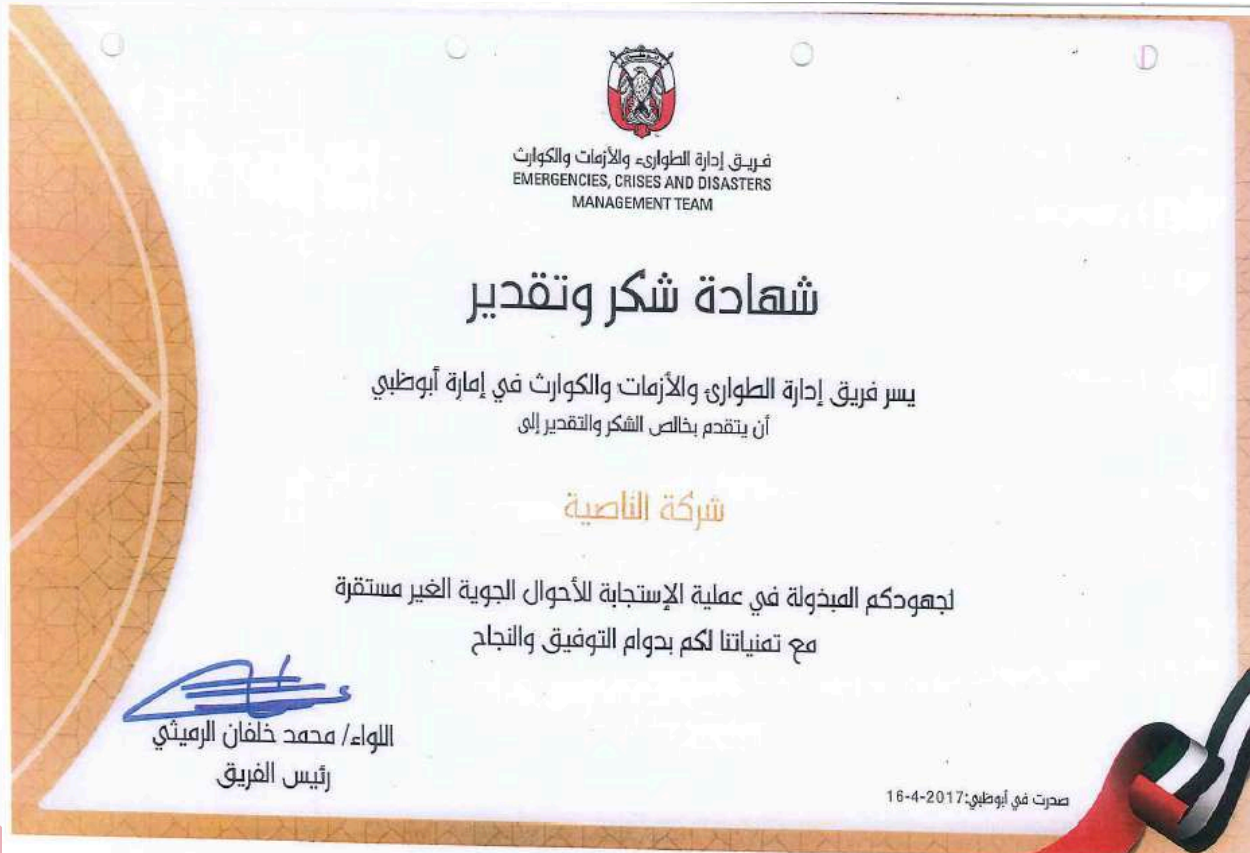 فريق إدارة الطوارىء والأزمات والكوارث
EMERGENCIES, CRISES AND DISASTERS
MANAGEMENT TEAM
شهادة شكر وتقدير
يسر فريق إدارة الطوارئ والأزمات والكوارث في إمارة أبوظبي
أن يتقدم بخالص الشكر والتقدير إلى
شركة الناصية
لجهودكم المبذولة في عملية الإستجابة للأحوال الجوية الغير مستقرة
مع تمنياتنا لكم بدوام التوفيق والنجاح
اللواء/ محمد خلفان الرميثي
رئيس الفريق
صدرت في أبوظبي:16-4-2017